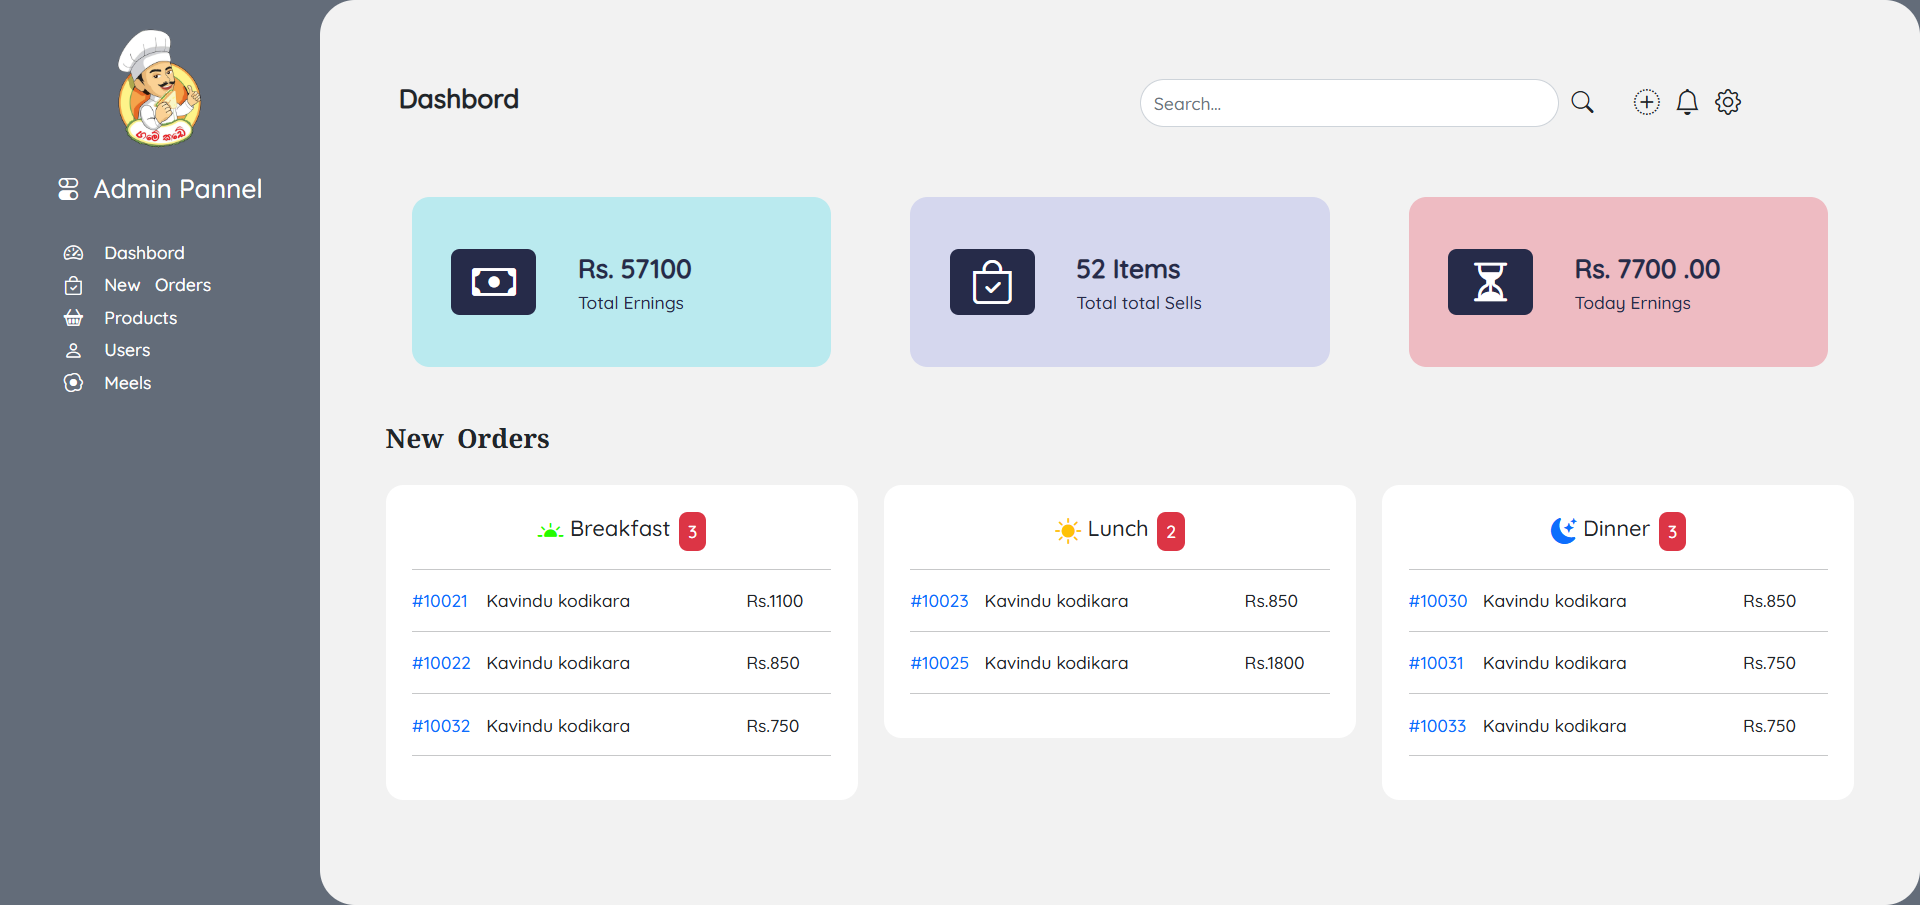 ගමේ කඩේ
Admin Pannel
Dashbord
New Orders
Products
Users
Meels
Dashbord
Search...
Rs. 57100
Total Ernings
52 Items
Total total Sells
Rs. 7700 .00
Today Ernings
New Orders
Breakfast 3
#10021 Kavindu kodikara Rs.1100
#10022 Kavindu kodikara Rs.850
#10032 Kavindu kodikara Rs.750
Lunch 2
#10023 Kavindu kodikara Rs.850
#10025 Kavindu kodikara Rs.1800
Dinner 3
#10030 Kavindu kodikara Rs.850
#10031 Kavindu kodikara Rs.750
#10033 Kavindu kodikara Rs.750